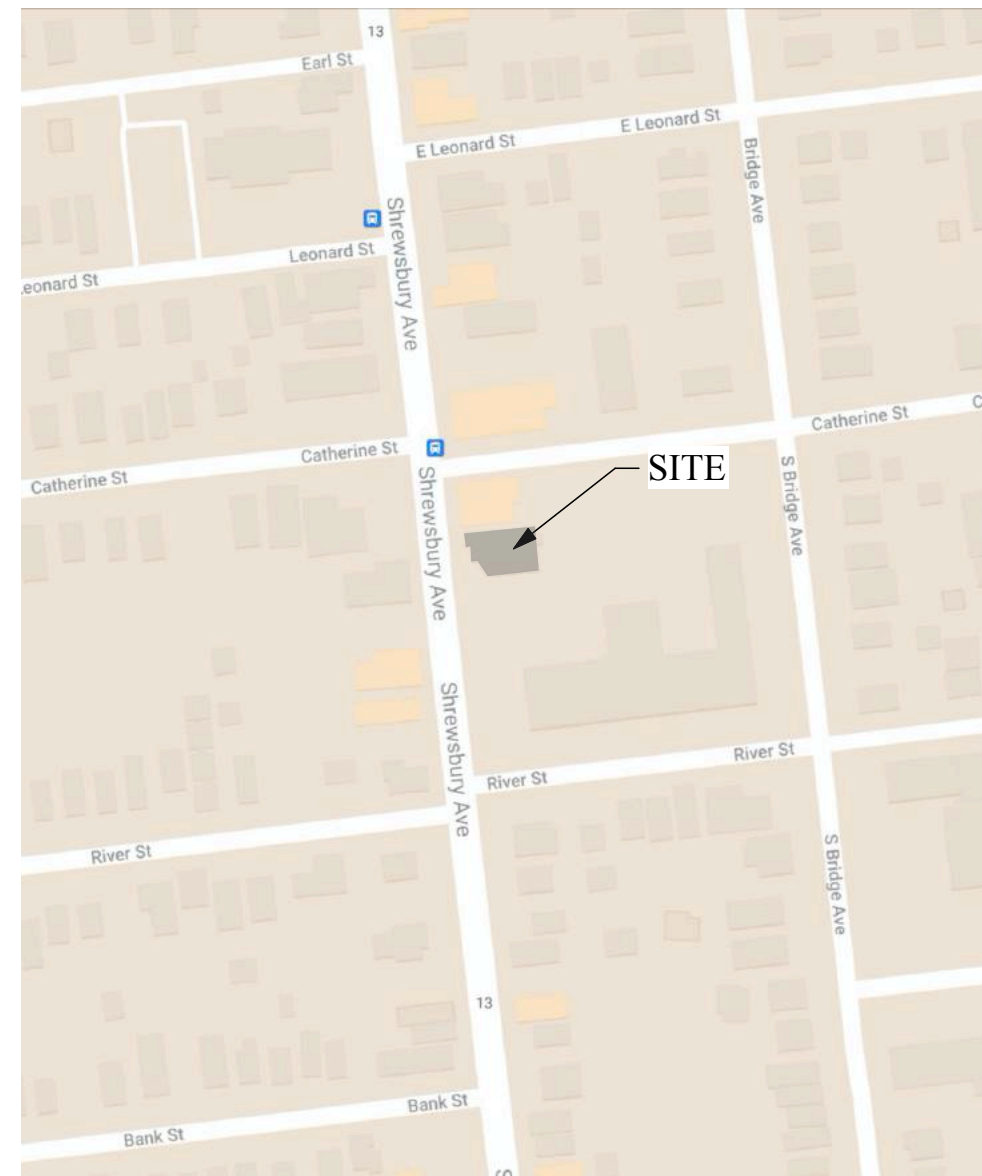 13
Earl St
E Leonard St
E Leonard St
Bridge Ave
Shrewsbury Ave
Leonard St
eonard St
Catherine St
C
Catherine St
Catherine St
SITE
Shrewsbury Ave
S Bridge Ave
Shrewsbury Ave
River St
River St
River St
S Bridge Ave
13
Bank St
Bank St
S